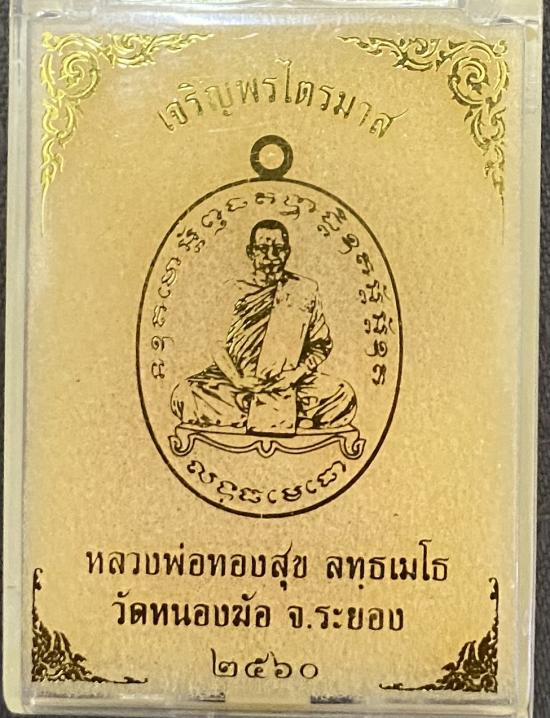 เจริญพรไตรมาส
หลวงพ่อทองสุข ลทฺธเมโธ
วัดหนองฆ้อ จ.ระยอง
๒๕๖๐